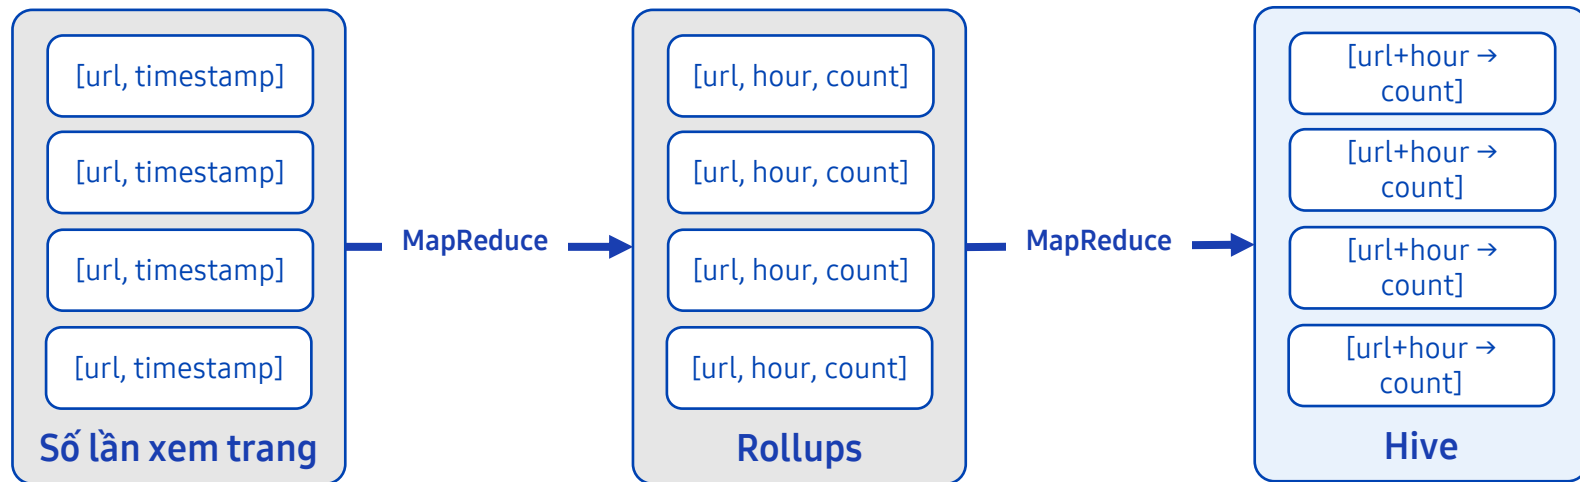 [url, timestamp]
[url, timestamp]
[url, timestamp]
[url, timestamp]
Số lần xem trang
MapReduce
[url, hour, count]
[url, hour, count]
[url, hour, count]
[url, hour, count]
Rollups
MapReduce
[url+hour →
count]
[url+hour →
count]
[url+hour →
count]
[url+hour →
count]
Hive